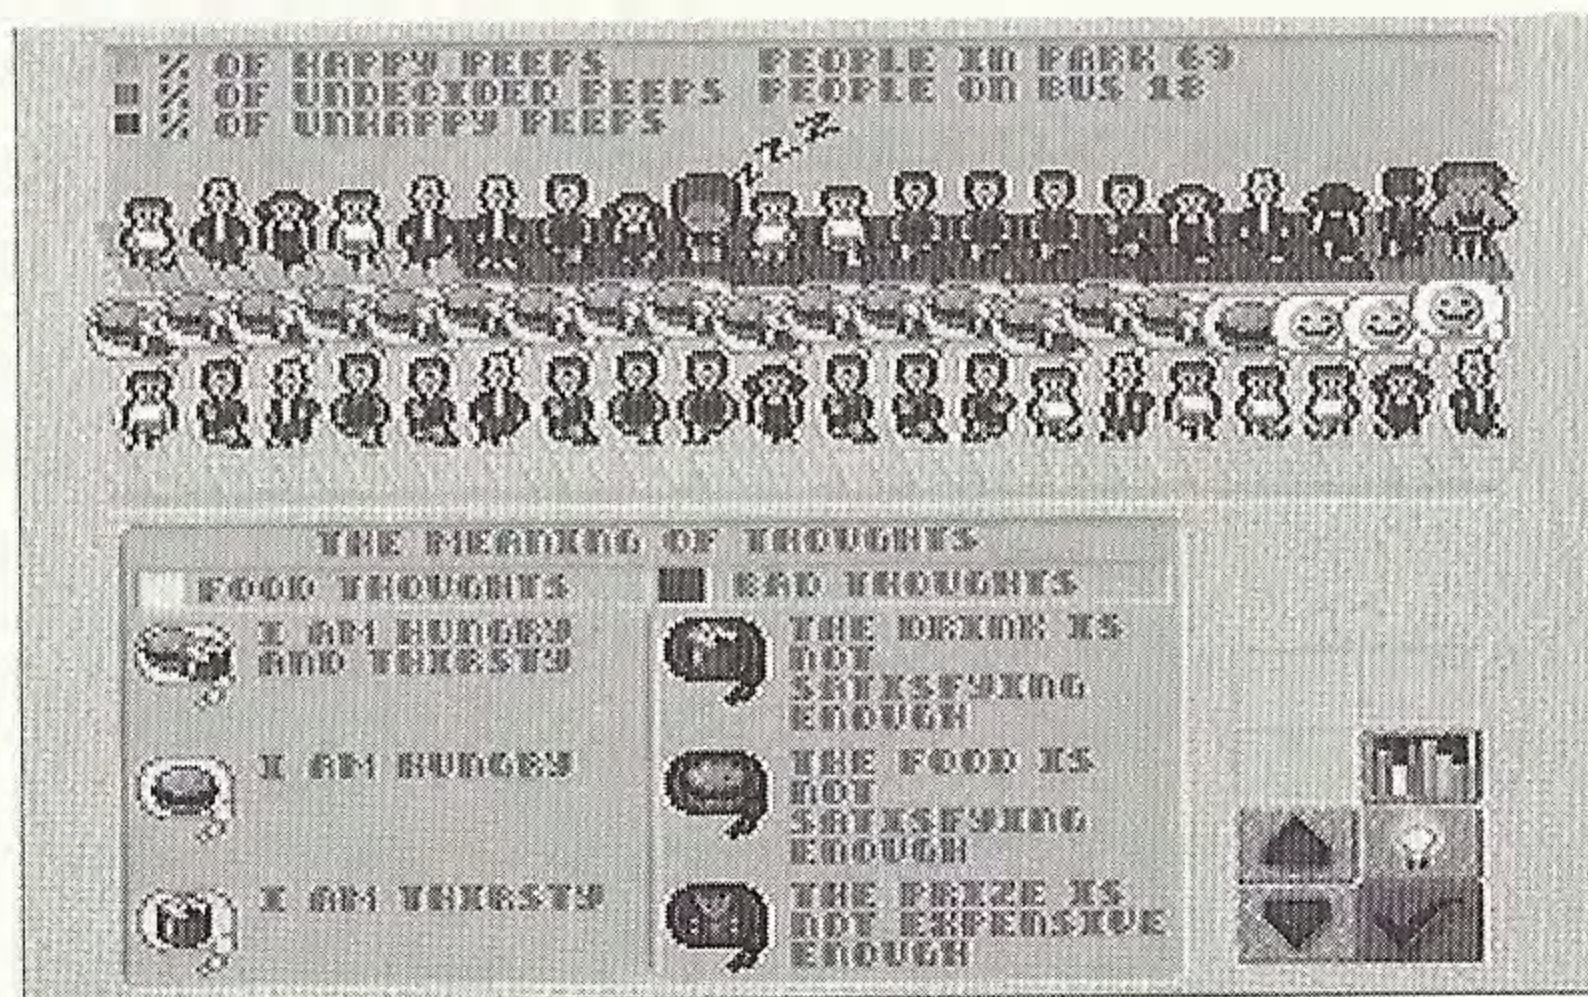 % OF HAPPY PEEPS
% OF UNDECIDED PEEPS
% OF UNHAPPY PEEPS
PEOPLE IN PARK 69
PEOPLE ON BUS 18
THE MEANING OF THOUGHTS
FOOD THOUGHTS
I AM HUNGRY
AND THIRSTY
I AM HUNGRY
I AM THIRSTY
BAD THOUGHTS
THE DRINK IS
NOT
SATISFYING
ENOUGH
THE FOOD IS
NOT
SATISFYING
ENOUGH
THE PRIZE IS
NOT EXPENSIVE
ENOUGH